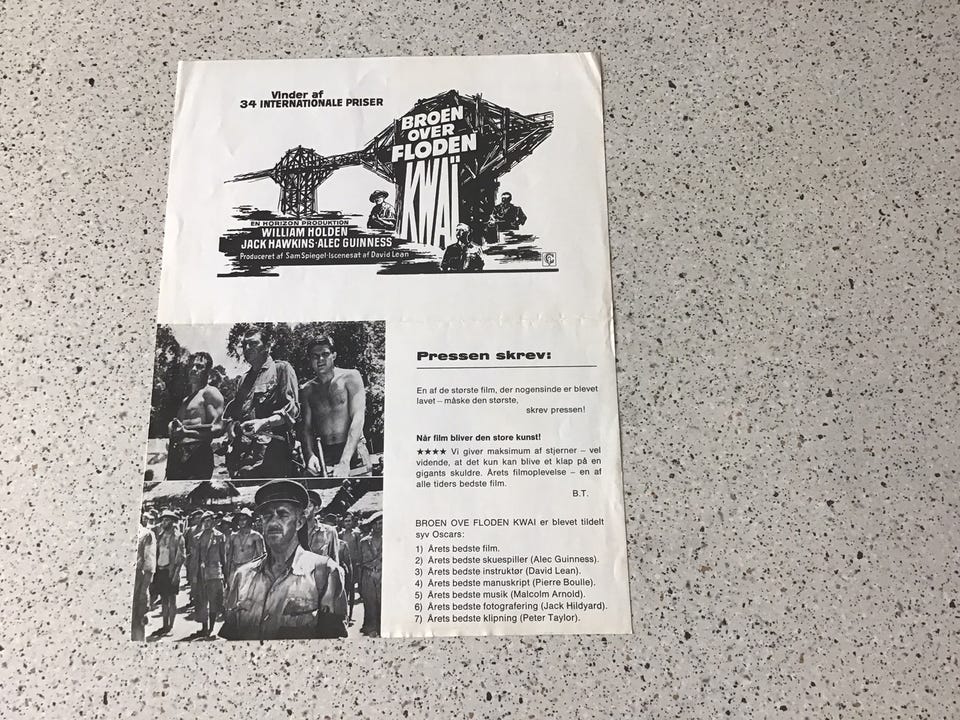 Vinder af
34 INTERNATIONALE PRISER
BROEN
OVER
FLODEN
KWAÏ
EN HORIZON PRODUKTION
WILLIAM HOLDEN
JACK HAWKINS·ALEC GUINNESS
Produceret af Sam Spiegel·Iscenesat af David Lean
Pressen skrev:
En af de største film, der nogensinde er blevet
lavet – måske den største,
skrev pressen!
Når film bliver den store kunst!
★★★★ Vi giver maksimum af stjerner – vel
vidende, at det kun kan blive et klap på en
gigants skuldre. Årets filmoplevelse – en af
alle tiders bedste film.
B.T.
BROEN OVE FLODEN KWAI er blevet tildelt
syv Oscars:
1) Årets bedste film.
2) Årets bedste skuespiller (Alec Guinness).
3) Årets bedste instruktør (David Lean).
4) Årets bedste manuskript (Pierre Boulle).
5) Årets bedste musik (Malcolm Arnold).
6) Årets bedste fotografering (Jack Hildyard).
7) Årets bedste klipning (Peter Taylor).